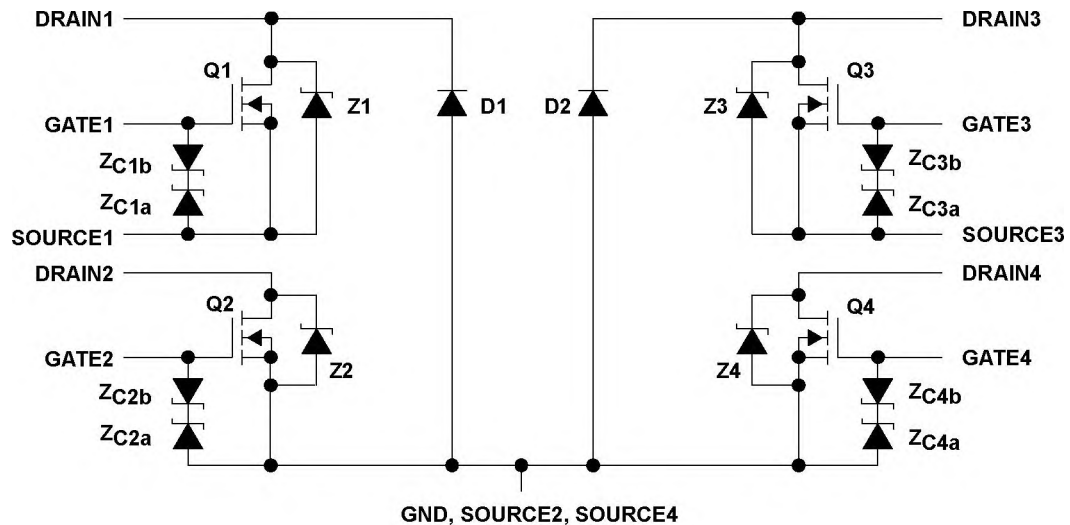 DRAIN1
DRAIN3
Q1
Q3
Z1
D1
D2
Z3
GATE1
GATE3
ZC1b
ZC3b
ZC1a
ZC3a
SOURCE1
SOURCE3
DRAIN2
DRAIN4
Q2
Q4
GATE2
Z2
Z4
GATE4
ZC2b
ZC4b
ZC2a
ZC4a
GND, SOURCE2, SOURCE4